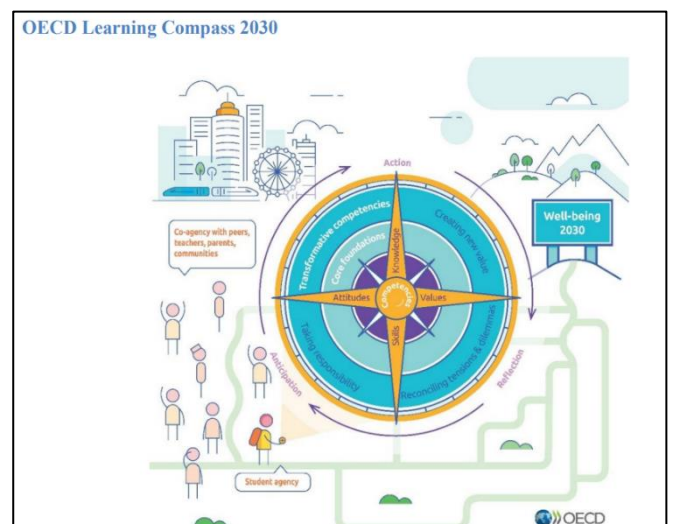 OECD Learning Compass 2030
Action
Co-agency with peers,
teachers, parents,
communities
Transformative competencies
Core foundations
Creating new value
Well-being
2030
Knowledge
Attitudes
Competencies
Values
Skills
Taking responsibility
Reconciling tensions & dilemmas
Anticipation
Reflection
Student agency
OECD